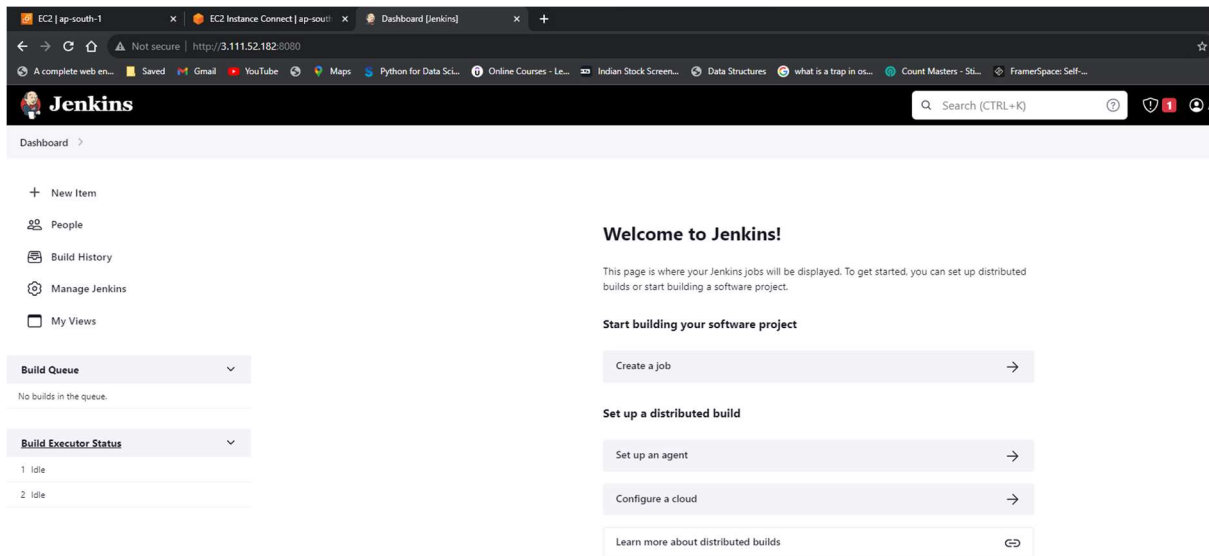 EC2 | ap-south-1
EC2 Instance Connect | ap-south
Dashboard [Jenkins]
Not secure | http://3.111.52.182:8080
A complete web en...
Saved
Gmail
YouTube
Maps
Python for Data Sci...
Online Courses - Le...
Indian Stock Screen...
Data Structures
what is a trap in os...
Count Masters - Sti...
FramerSpace: Self-...
Jenkins
Search (CTRL+K)
1
Dashboard
New Item
People
Build History
Manage Jenkins
My Views
Build Queue
No builds in the queue.
Build Executor Status
1 Idle
2 Idle
Welcome to Jenkins!
This page is where your Jenkins jobs will be displayed. To get started, you can set up distributed
builds or start building a software project.
Start building your software project
Create a job
Set up a distributed build
Set up an agent
Configure a cloud
Learn more about distributed builds